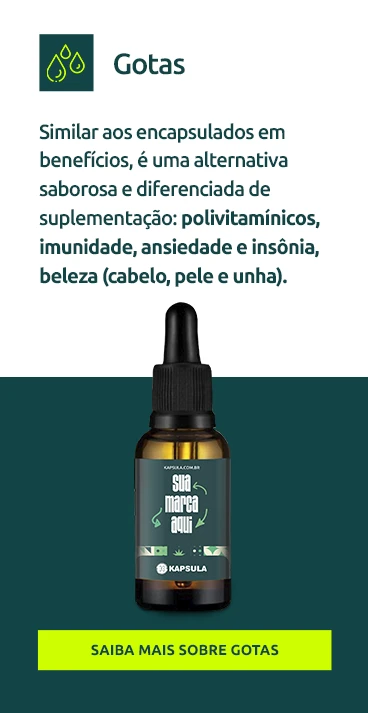 Gotas
Similar aos encapsulados em
benefícios, é uma alternativa
saborosa e diferenciada de
suplementação: polivitamínicos,
imunidade, ansiedade e insônia,
beleza (cabelo, pele e unha).
KAPSULA.COM.BR
SUA
MARCA
AQUI
KAPSULA
SAIBA MAIS SOBRE GOTAS